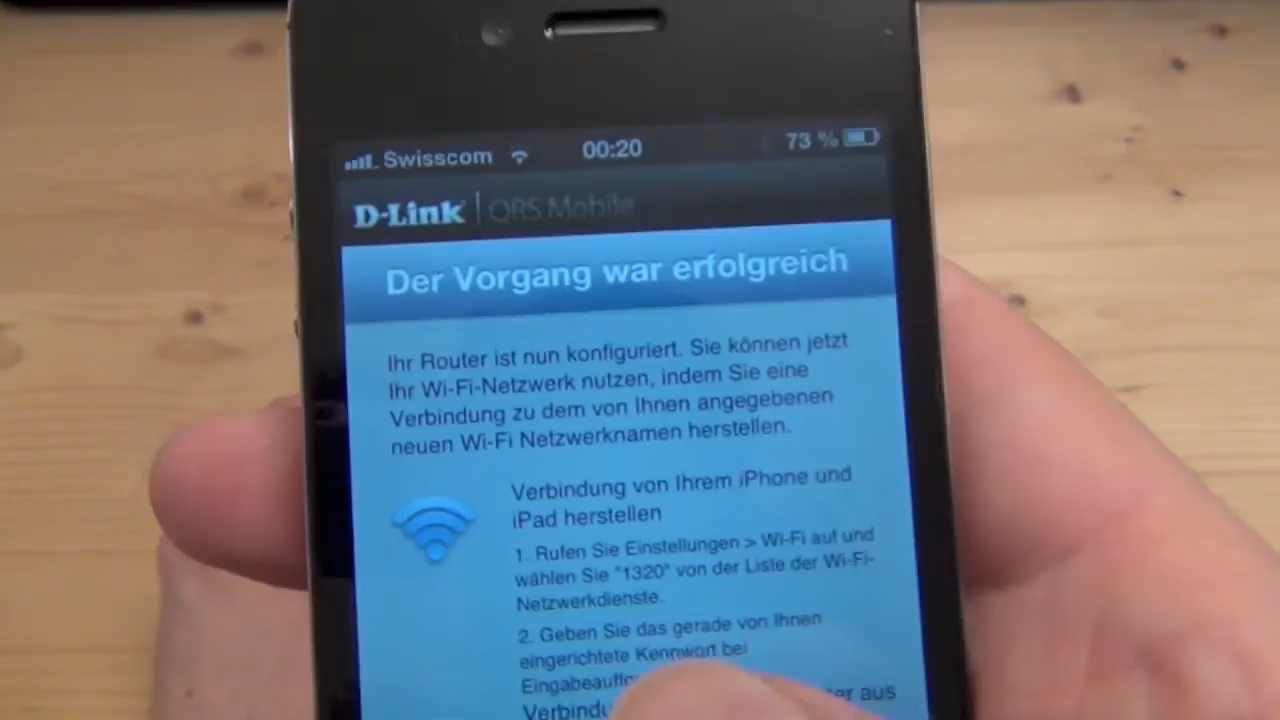 Swisscom 00:20 73 %
D-Link QRS Mobile
Der Vorgang war erfolgreich
Ihr Router ist nun konfiguriert. Sie können jetzt
Ihr Wi-Fi-Netzwerk nutzen, indem Sie eine
Verbindung zu dem von Ihnen angegebenen
neuen Wi-Fi Netzwerknamen herstellen.
Verbindung von Ihrem iPhone und
iPad herstellen
1. Rufen Sie Einstellungen > Wi-Fi auf und
wählen Sie "1320" von der Liste der Wi-Fi-
Netzwerkdienste.
2. Geben Sie das gerade von Ihnen
eingerichtete Kennwort bei
aus